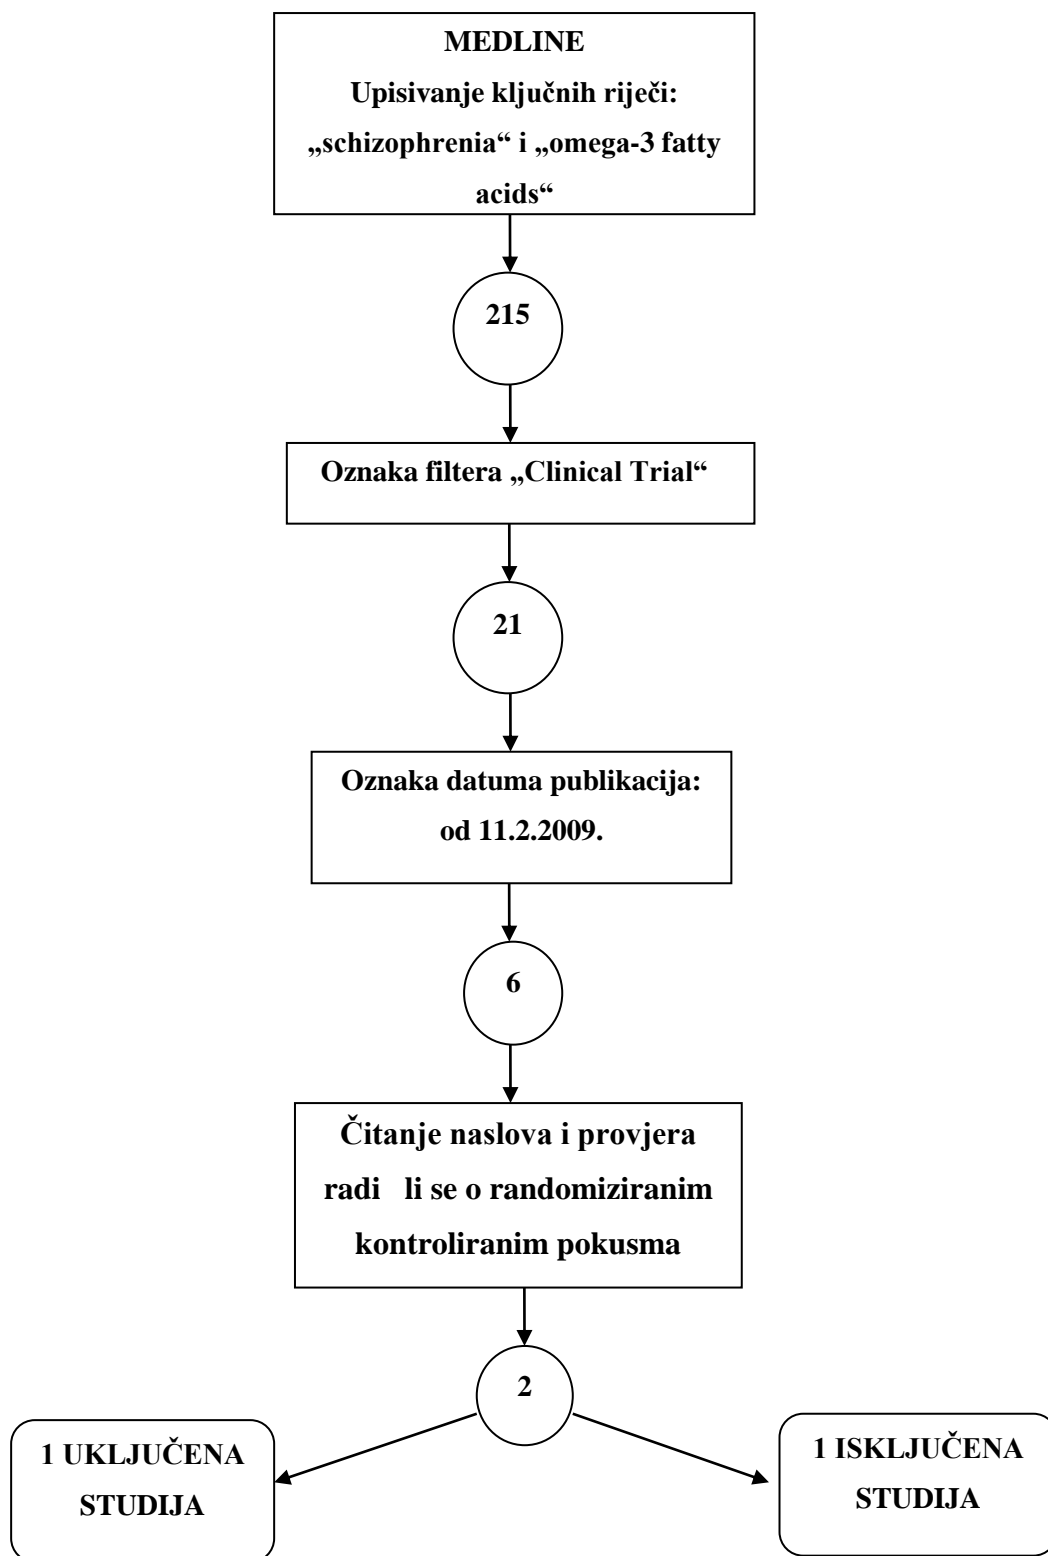 MEDLINE
Upisivanje ključnih riječi:
„schizophrenia“ i „omega-3 fatty
acids“
215
Oznaka filtera „Clinical Trial“
21
Oznaka datuma publikacija:
od 11.2.2009.
6
Čitanje naslova i provjera
radi li se o randomiziranim
kontroliranim pokusma
2
1 UKLJUČENA
STUDIJA
1 ISKLJUČENA
STUDIJA